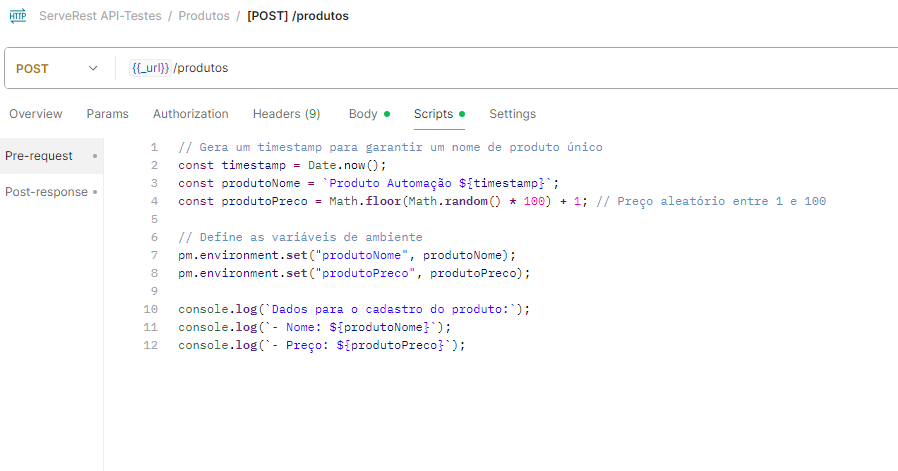 HTTP ServeRest API-Testes / Produtos / [POST] /produtos
POST {{_url}} /produtos
Overview Params Authorization Headers (9) Body Scripts Settings
Pre-request
Post-response
1 // Gera um timestamp para garantir um nome de produto único
2 const timestamp = Date.now();
3 const produtoNome = `Produto Automação ${timestamp}`;
4 const produtoPreco = Math.floor(Math.random() * 100) + 1; // Preço aleatório entre 1 e 100
5
6 // Define as variáveis de ambiente
7 pm.environment.set("produtoNome", produtoNome);
8 pm.environment.set("produtoPreco", produtoPreco);
9
10 console.log(`Dados para o cadastro do produto:`);
11 console.log(`- Nome: ${produtoNome}`);
12 console.log(`- Preço: ${produtoPreco}`);